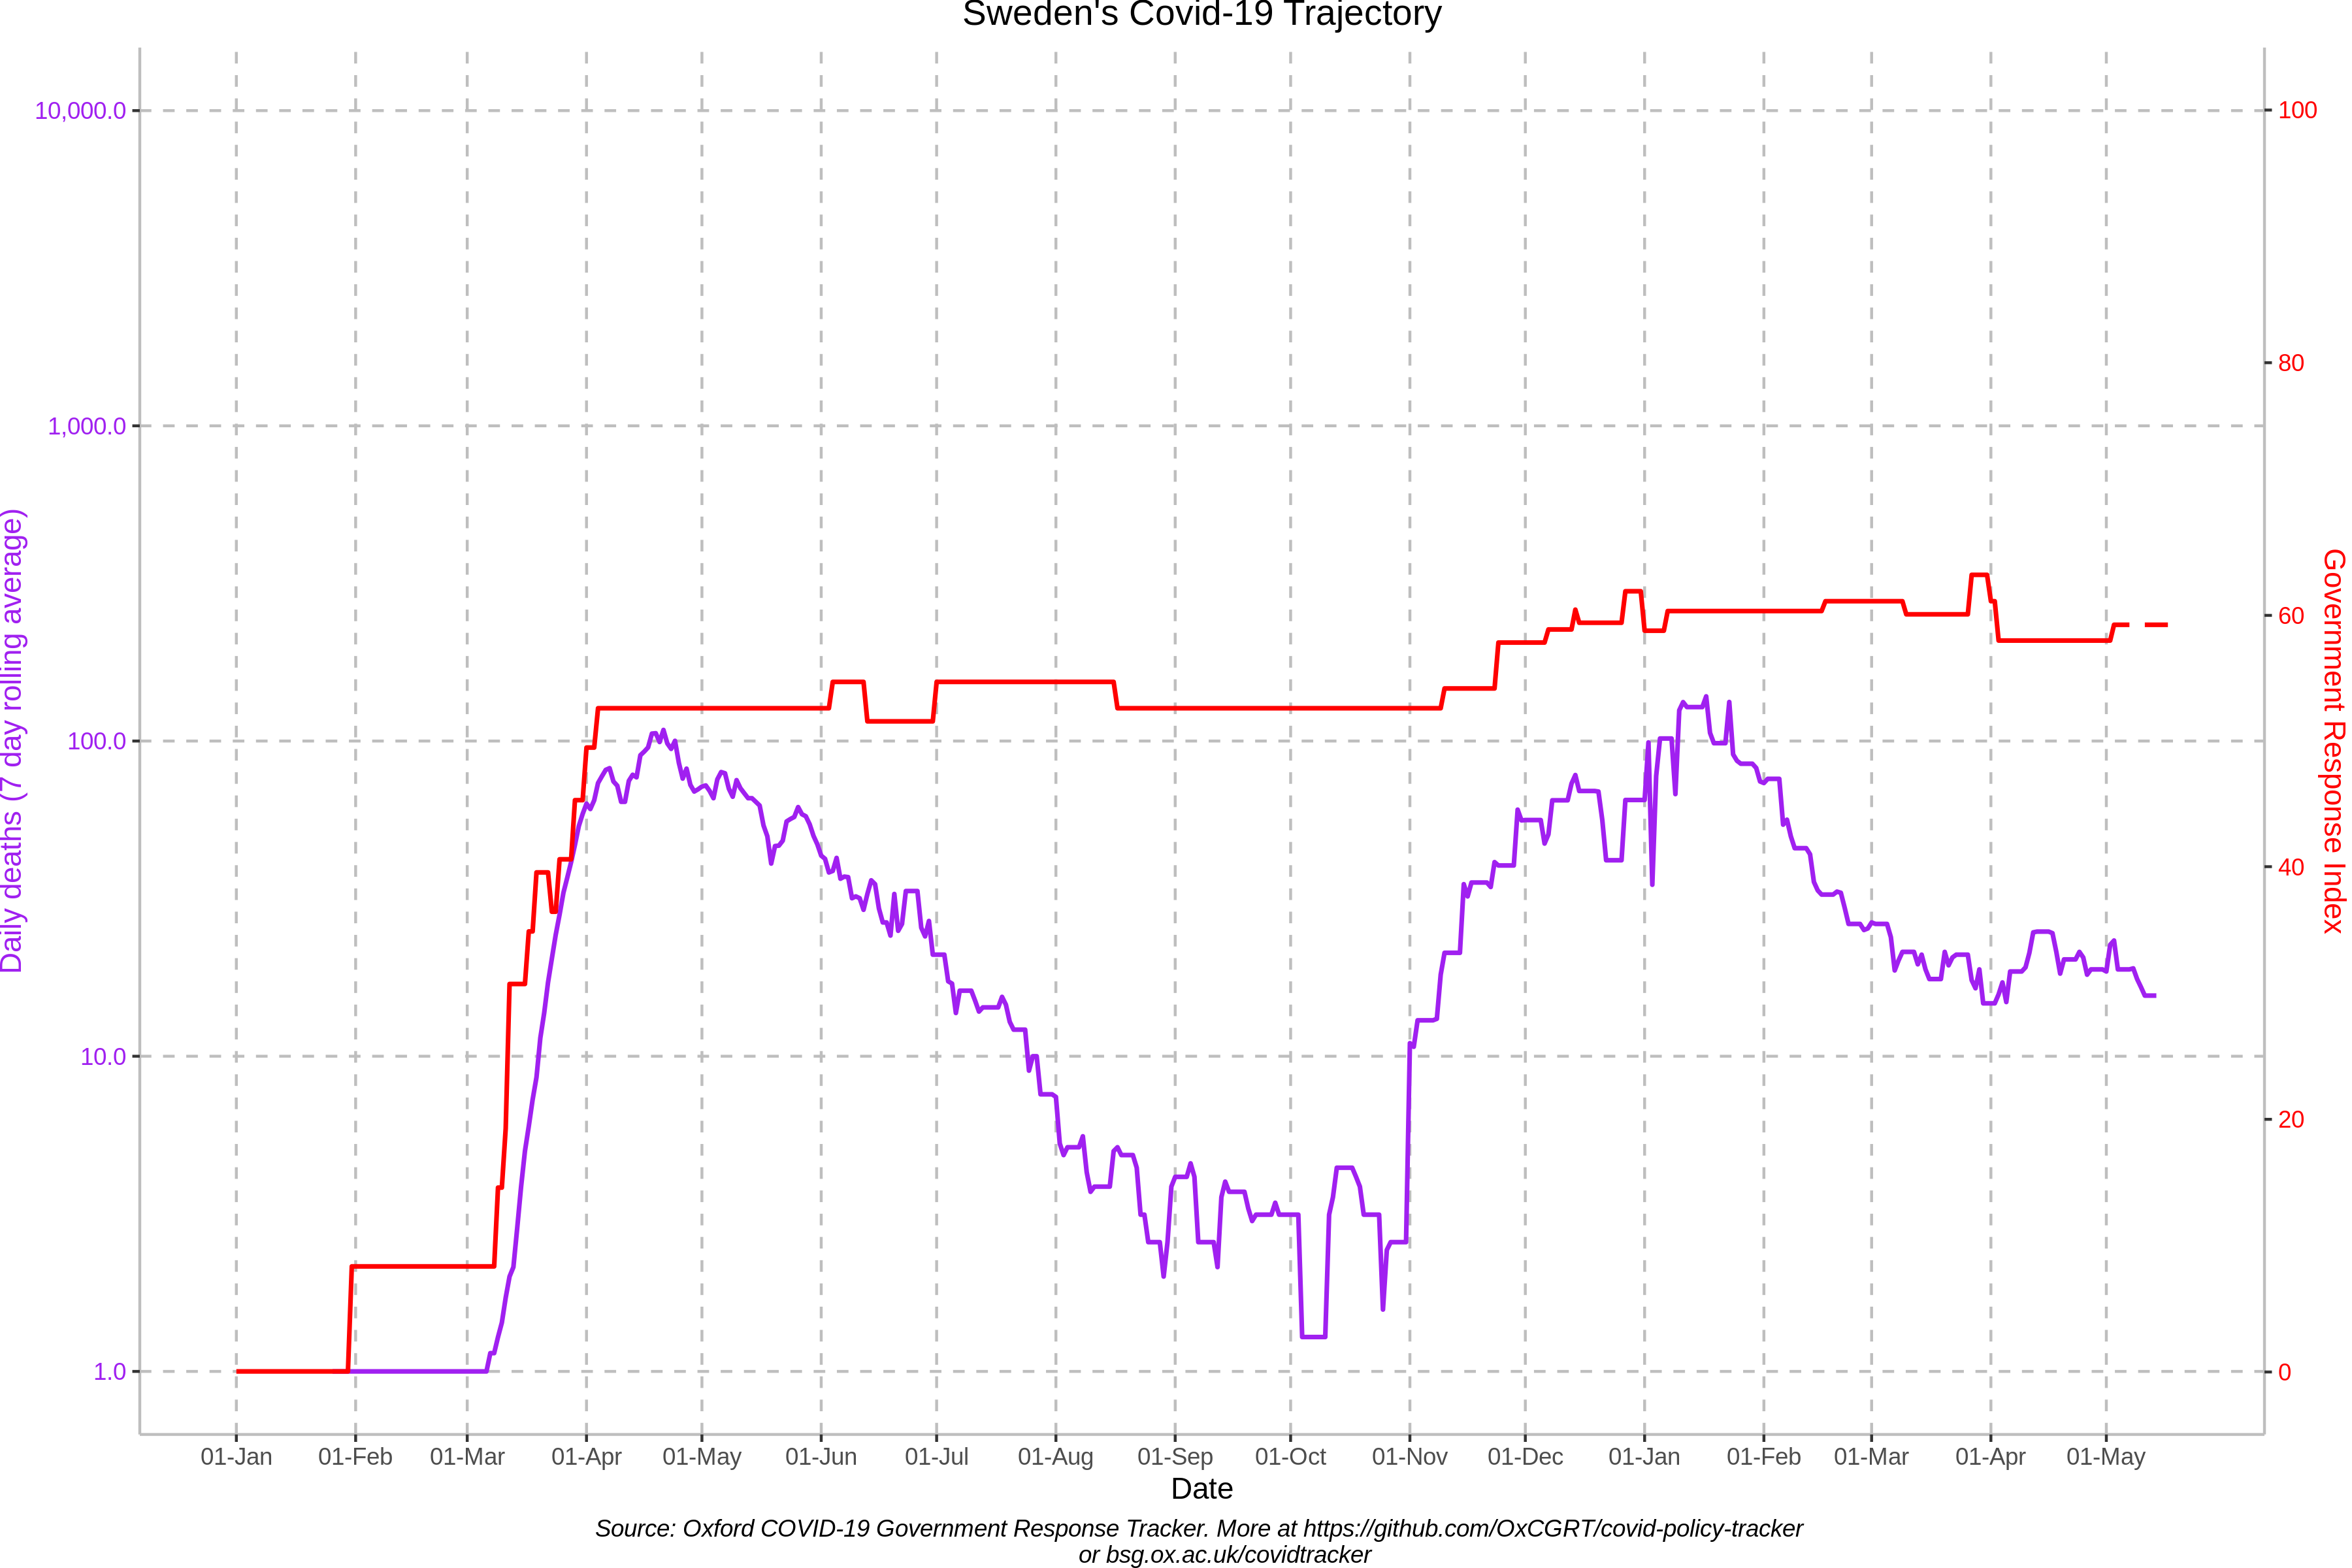 Sweden's Covid-19 Trajectory
10,000.0
1,000.0
100.0
10.0
1.0
Daily deaths (7 day rolling average)
100
80
60
40
20
0
Government Response Index
01-Jan 01-Feb 01-Mar 01-Apr 01-May 01-Jun 01-Jul 01-Aug 01-Sep 01-Oct 01-Nov 01-Dec 01-Jan 01-Feb 01-Mar 01-Apr 01-May
Date
Source: Oxford COVID-19 Government Response Tracker. More at https://github.com/OxCGRT/covid-policy-tracker
or bsg.ox.ac.uk/covidtracker